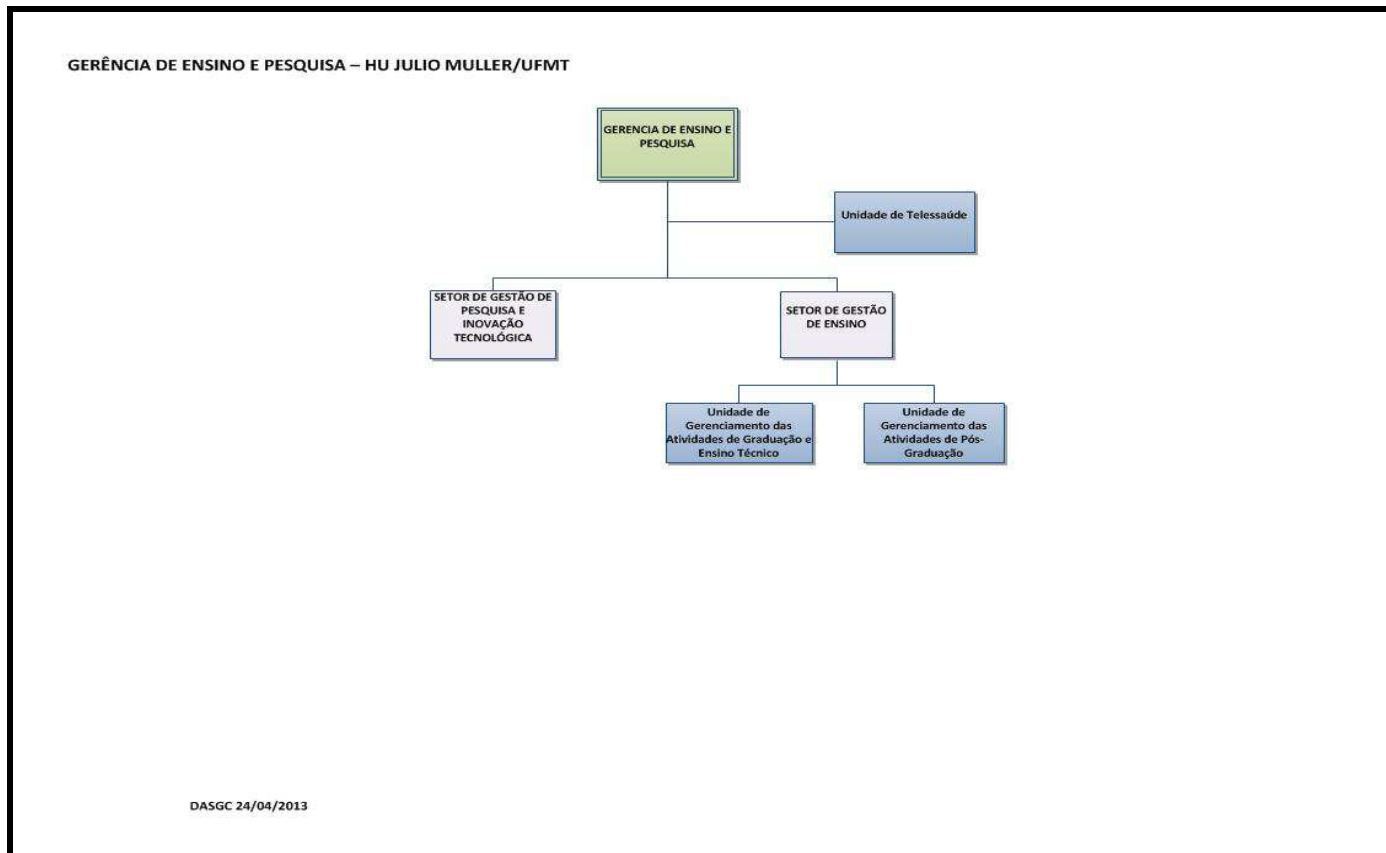 GERÊNCIA DE ENSINO E PESQUISA – HU JULIO MULLER/UFMT
GERENCIA DE ENSINO E
PESQUISA
Unidade de Telessaúde
SETOR DE GESTÃO DE
PESQUISA E
INOVAÇÃO
TECNOLÓGICA
SETOR DE GESTÃO
DE ENSINO
Unidade de
Gerenciamento das
Atividades de Graduação e
Ensino Técnico
Unidade de
Gerenciamento das
Atividades de Pós-
Graduação
DASGC 24/04/2013